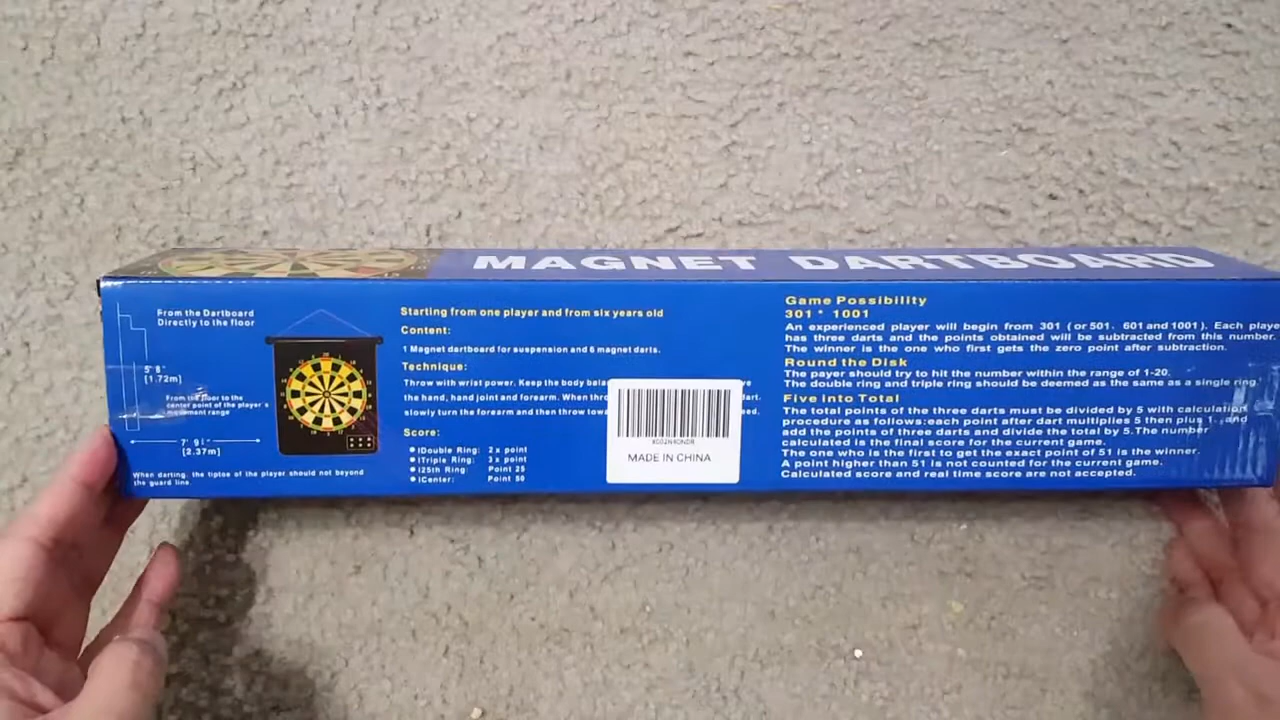 MAGNET DARTBOARD
From the Dartboard
Directly to the floor
5' 8"
[1.72m]
From the floor to the
center point of the player's
movement range
7' 9¼"
[2.37m]
When darting, the tiptos of the player should not beyond
the guard line.
Starting from one player and from six years old
Content:
1 Magnet dartboard for suspension and 6 magnet darts.
Technique:
Throw with wrist power. Keep the body
the hand, hand joint and forearm. When dart.
slowly turn the forearm and then throw
Score:
Double Ring: 2 x point
Triple Ring: 3 x point
25th Ring: Point 25
Center: Point 50
MADE IN CHINA
Game Possibility
301 * 1001
An experienced player will begin from 301 (or 501. 601 and 1001). Each
has three darts and the points obtained will be subtracted from this number.
The winner is the one who first gets the zero point after subtraction.
Round the Disk
The payer should try to hit the number within the range of 1-20.
The double ring and triple ring should be deemed as the same as a single ring
Five into Total
The total points of the three darts must be divided by 5 with calculation
procedure as follows:each point after dart multiplies 5 then plus 1. and
add the points of three darts and divide the total by 5.The number
calculated is the final score for the current game.
The one who is the first to get the exact point of 51 is the winner.
A point higher than 51 is not counted for the current game.
Calculated score and real time score are not accepted.